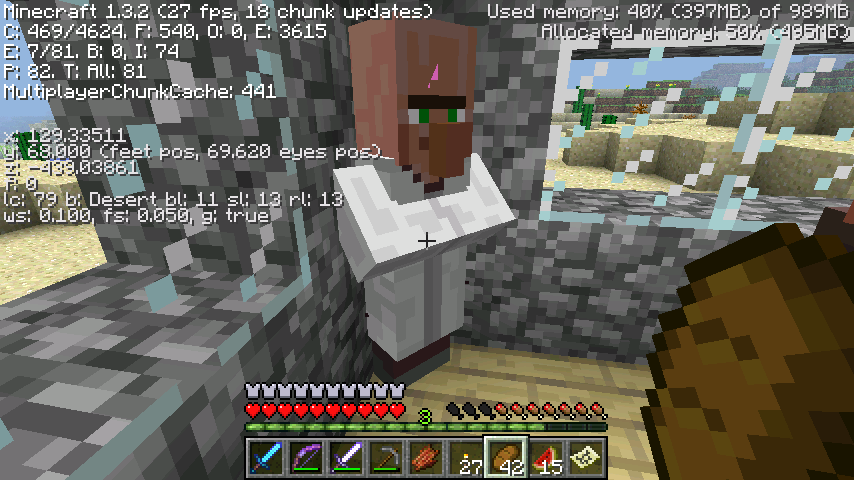 Minecraft 1.3.2 (27 fps, 18 chunk updates)
C: 469/4624, F: 540, O: 0, E: 3615
E: 7/81. B: 0, I: 74
P: 82. T: All: 81
MultiplayerChunkCache: 441
x: 129.33511
y: 68.000 (feet pos, 69.620 eyes pos)
z: -439.03861
f: 0
lc: 79 b: Desert bl: 11 sl: 13 rl: 13
ws: 0.100, fs: 0.050, g: true
Used memory: 40% (397MB) of 989MB
Allocated memory: 50% (495MB)
8
27
42
15